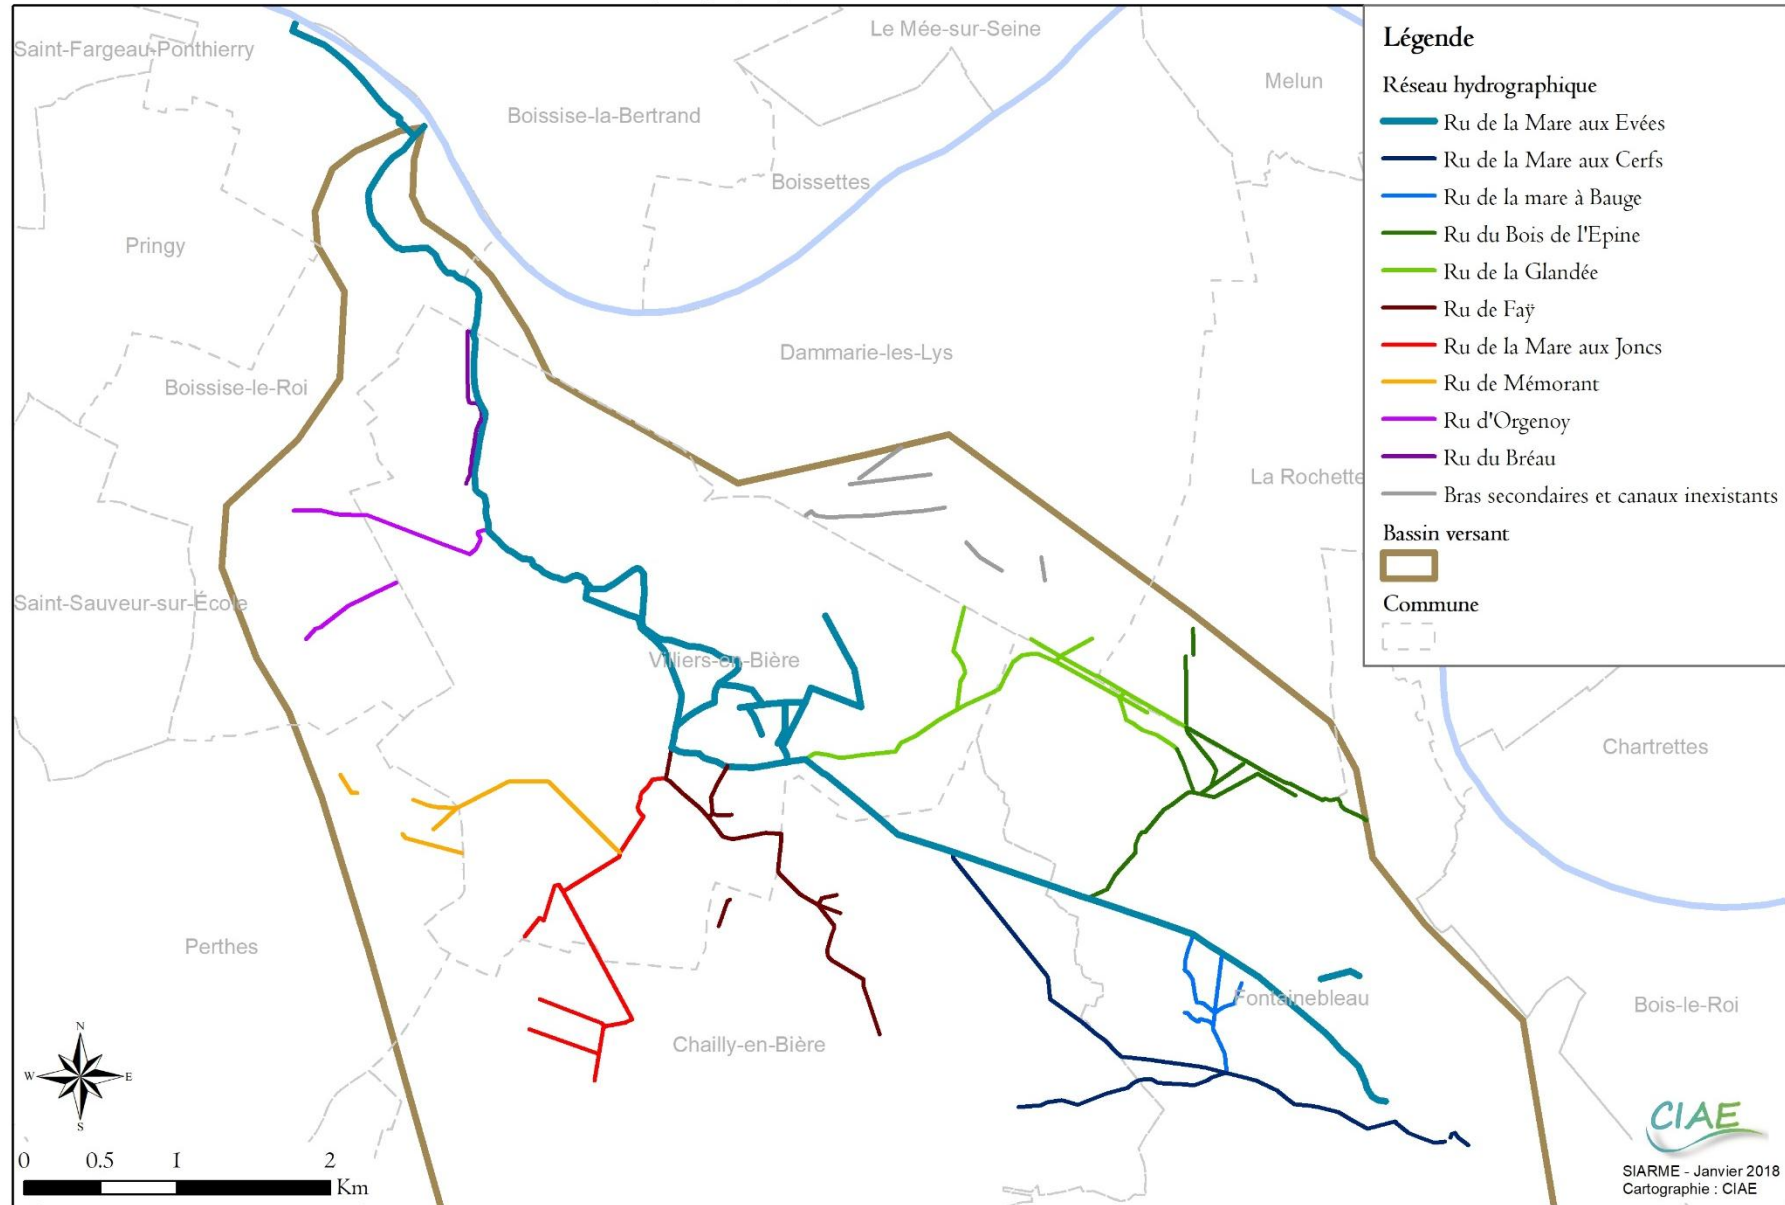 Saint-Fargeau-Ponthierry
Le Mée-sur-Seine
Melun
Boissise-la-Bertrand
Boissettes
Pringy
Dammarie-les-Lys
Boissise-le-Roi
La Rochette
Saint-Sauveur-sur-École
Villiers-en-Bière
Chartrettes
Perthes
Fontainebleau
Bois-le-Roi
Chailly-en-Bière
Légende
Réseau hydrographique
Ru de la Mare aux Evées
Ru de la Mare aux Cerfs
Ru de la mare à Bauge
Ru du Bois de l'Epine
Ru de la Glandée
Ru de Faÿ
Ru de la Mare aux Joncs
Ru de Mémorant
Ru d'Orgenoy
Ru du Bréau
Bras secondaires et canaux inexistants
Bassin versant
Commune
N
W E
S
0 0.5 1 2
Km
CIAE
SIARME - Janvier 2018
Cartographie : CIAE